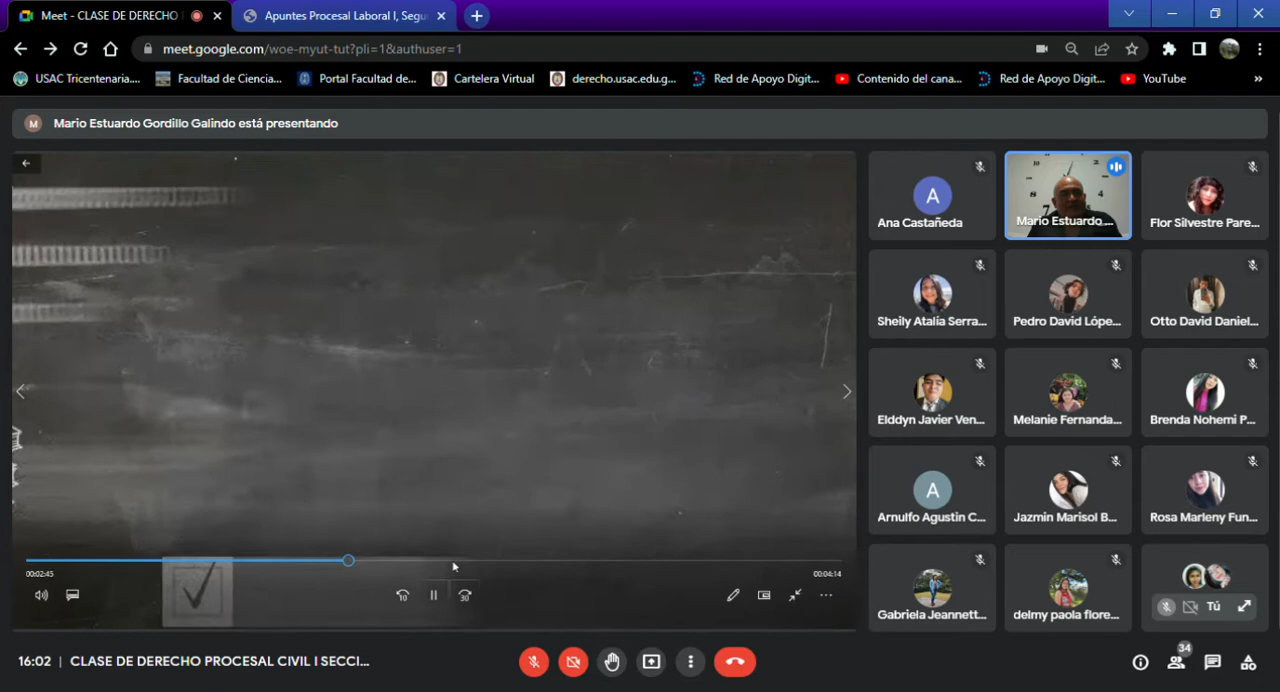 Meet - CLASE DE DERECHO
Apuntes Procesal Laboral I, Segu
meet.google.com/woe-myut-tut?pli=1&authuser=1
USAC Tricentenaria....
Facultad de Ciencia...
Portal Facultad de...
Cartelera Virtual
derecho.usac.edu.g...
Red de Apoyo Digit...
Contenido del cana...
Red de Apoyo Digit...
YouTube
»
M
Mario Estuardo Gordillo Galindo está presentando
A
Ana Castañeda
Mario Estuardo ...
Flor Silvestre Pare...
Sheily Atalía Serra...
Pedro David Lópe...
Otto David Daniel...
Elddyn Javier Ven...
Melanie Fernanda...
Brenda Nohemi P...
A
Arnulfo Agustin C...
Jazmin Marisol B...
Rosa Marleny Fun...
Gabriela Jeannett...
delmy paola flore...
Tú
00:02:45
00:04:14
10
30
16:02 | CLASE DE DERECHO PROCESAL CIVIL I SECCI...
34